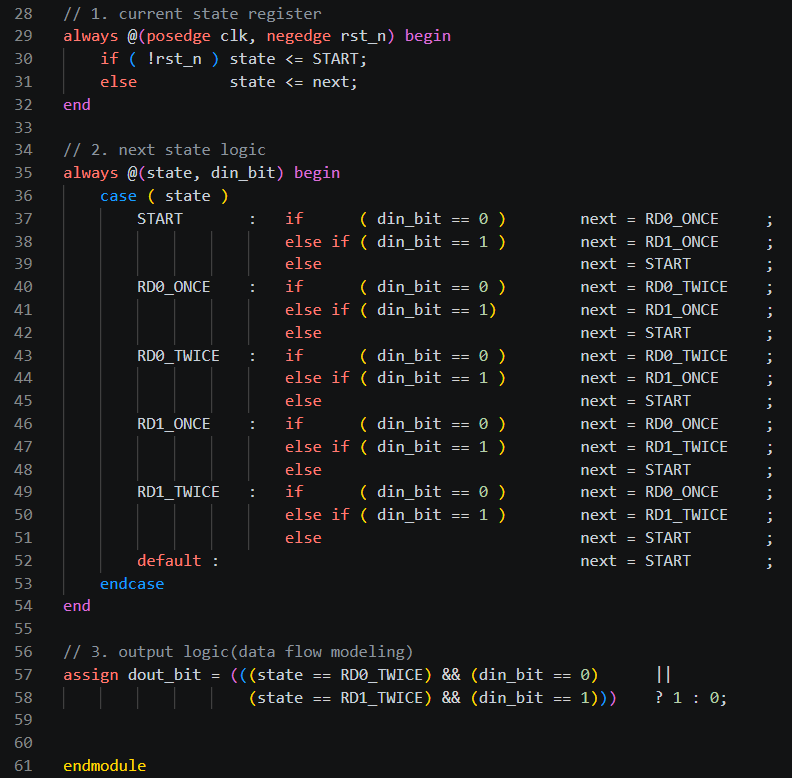 28 // 1. current state register
29 always @(posedge clk, negedge rst_n) begin
30     if ( !rst_n ) state <= START;
31     else          state <= next;
32 end
33
34 // 2. next state logic
35 always @(state, din_bit) begin
36     case ( state )
37         START       :   if      ( din_bit == 0 )        next = RD0_ONCE     ;
38                         else if ( din_bit == 1 )        next = RD1_ONCE     ;
39                         else                            next = START        ;
40         RD0_ONCE    :   if      ( din_bit == 0 )        next = RD0_TWICE    ;
41                         else if ( din_bit == 1)         next = RD1_ONCE     ;
42                         else                            next = START        ;
43         RD0_TWICE   :   if      ( din_bit == 0 )        next = RD0_TWICE    ;
44                         else if ( din_bit == 1 )        next = RD1_ONCE     ;
45                         else                            next = START        ;
46         RD1_ONCE    :   if      ( din_bit == 0 )        next = RD0_ONCE     ;
47                         else if ( din_bit == 1 )        next = RD1_TWICE    ;
48                         else                            next = START        ;
49         RD1_TWICE   :   if      ( din_bit == 0 )        next = RD0_ONCE     ;
50                         else if ( din_bit == 1 )        next = RD1_TWICE    ;
51                         else                            next = START        ;
52         default :                                       next = START        ;
53     endcase
54 end
55
56 // 3. output logic(data flow modeling)
57 assign dout_bit = (((state == RD0_TWICE) && (din_bit == 0)      ||
58                     (state == RD1_TWICE) && (din_bit == 1)))    ? 1 : 0;
59
60
61 endmodule